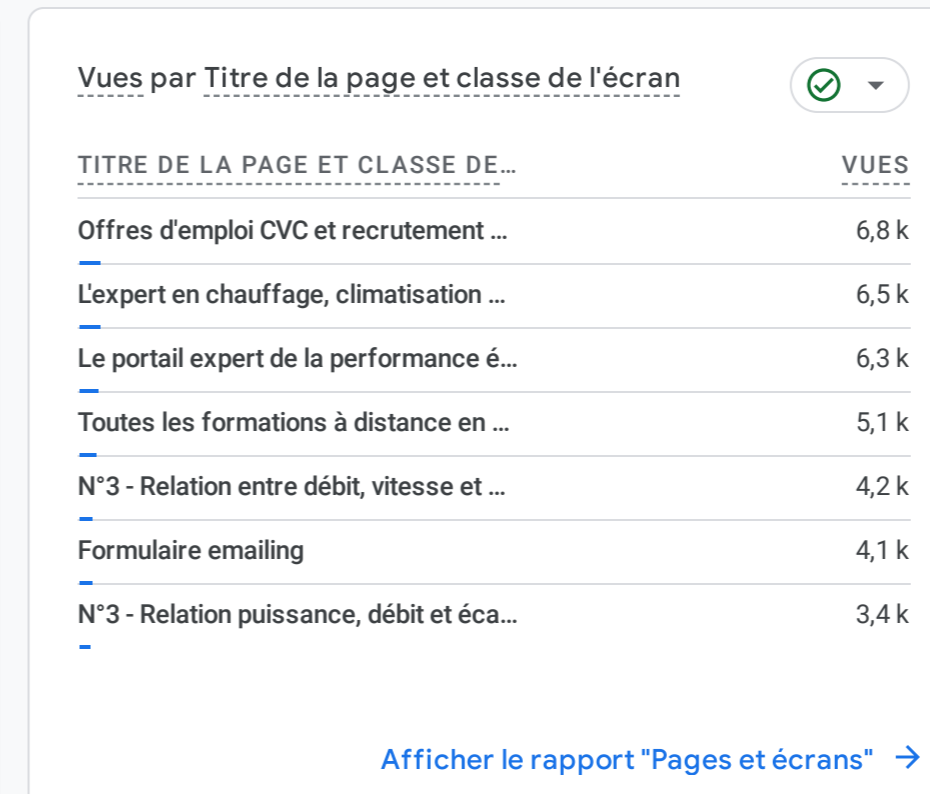 Vues par Titre de la page et classe de l'écran
TITRE DE LA PAGE ET CLASSE DE... VUES
Offres d'emploi CVC et recrutement ... 6,8 k
L'expert en chauffage, climatisation ... 6,5 k
Le portail expert de la performance é... 6,3 k
Toutes les formations à distance en ... 5,1 k
N°3 - Relation entre débit, vitesse et ... 4,2 k
Formulaire emailing 4,1 k
N°3 - Relation puissance, débit et éca... 3,4 k
Afficher le rapport "Pages et écrans"